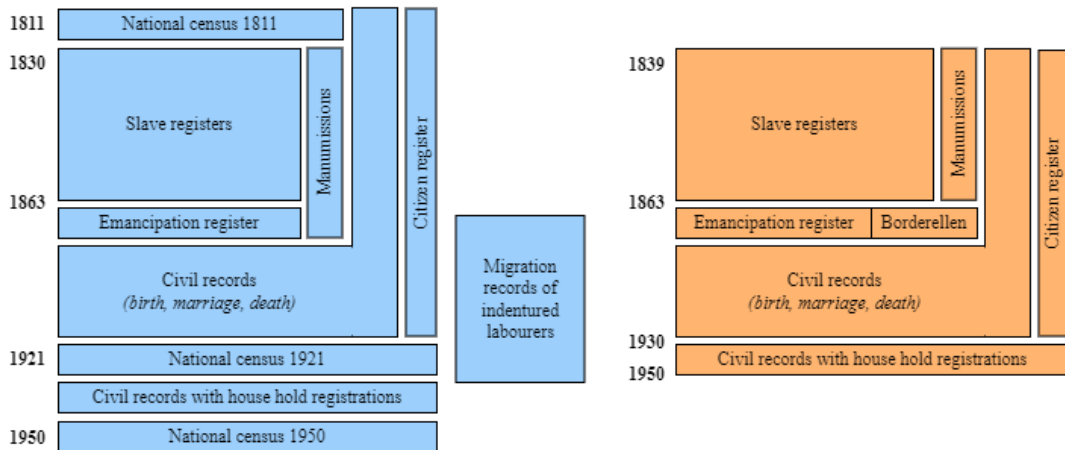 1811
National census 1811
1830
Slave registers
Manumissions
Citizen register
1863
Emancipation register
Civil records
(birth, marriage, death)
Migration
records of
indentured
labourers
1921
National census 1921
Civil records with house hold registrations
1950
National census 1950
1839
Slave registers
Manumissions
Citizen register
1863
Emancipation register
Borderellen
Civil records
(birth, marriage, death)
1930
Civil records with house hold registrations
1950